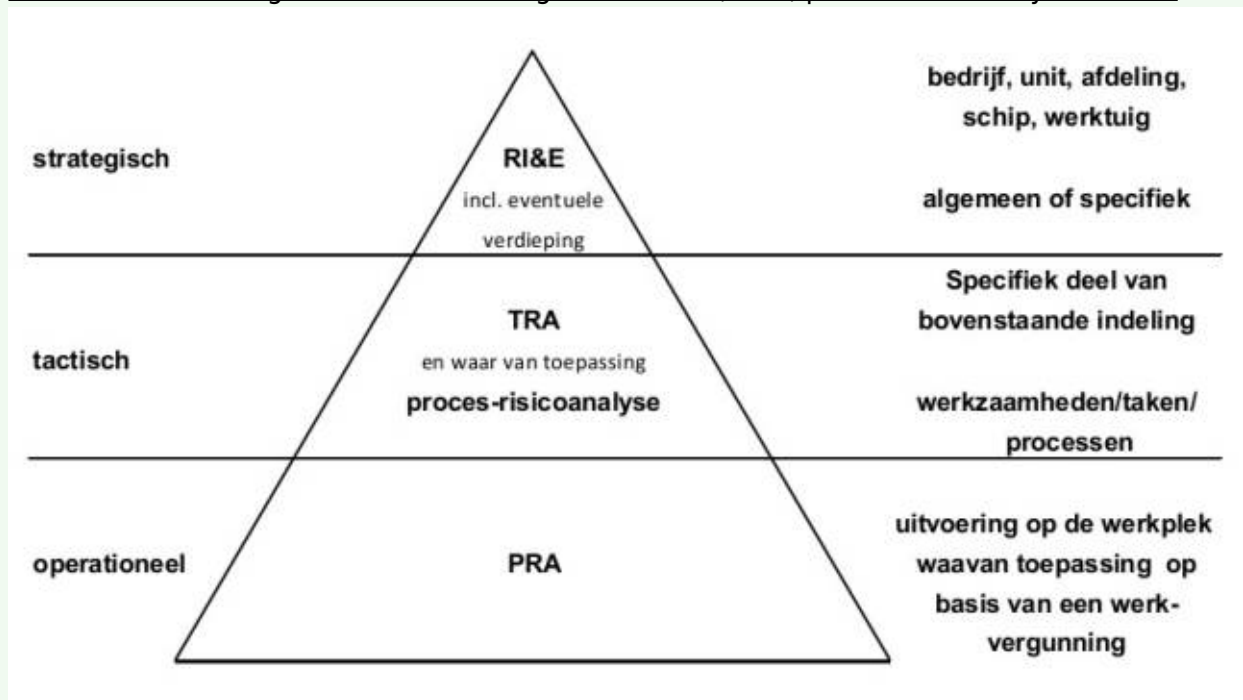 strategisch
RI&E
incl. eventuele
verdieping
bedrijf, unit, afdeling,
schip, werktuig
algemeen of specifiek
tactisch
TRA
en waar van toepassing
proces-risicoanalyse
Specifiek deel van
bovenstaande indeling
werkzaamheden/taken/
processen
operationeel
PRA
uitvoering op de werkplek
waavan toepassing op
basis van een werk-
vergunning